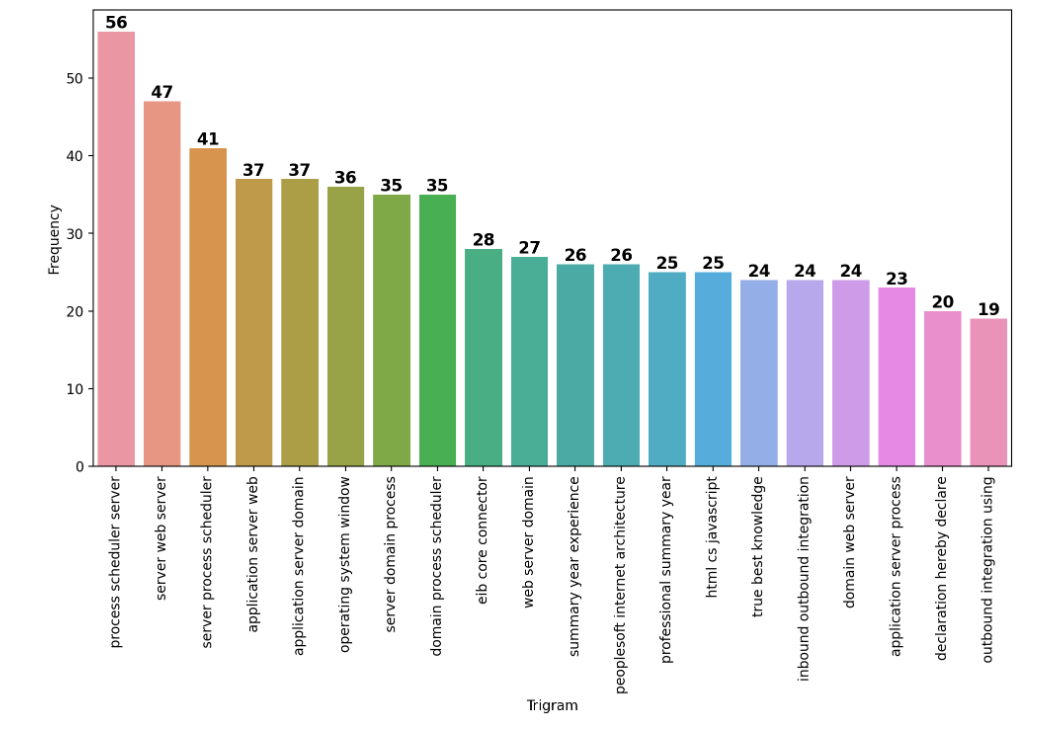 56
47
41
37
37
36
35
35
28
27
26
26
25
25
24
24
24
23
20
19
Frequency
50
40
30
20
10
0
process scheduler server
server web server
server process scheduler
application server web
application server domain
operating system window
server domain process
domain process scheduler
eib core connector
web server domain
summary year experience
peoplesoft internet architecture
professional summary year
html cs javascript
true best knowledge
inbound outbound integration
domain web server
application server process
declaration hereby declare
outbound integration using
Trigram